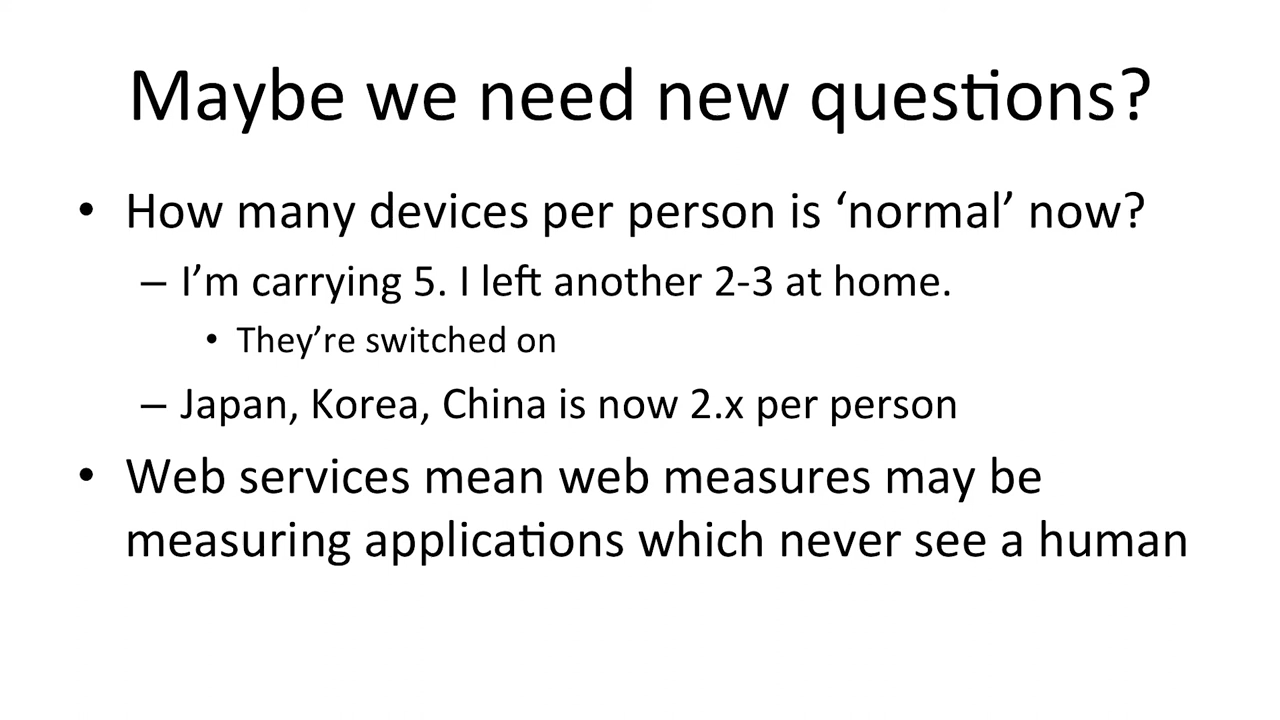 Maybe we need new questions?
• How many devices per person is ‘normal’ now?
– I’m carrying 5. I left another 2-3 at home.
• They’re switched on
– Japan, Korea, China is now 2.x per person
• Web services mean web measures may be
measuring applications which never see a human